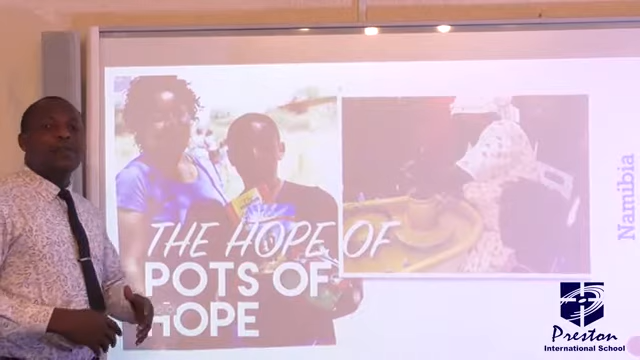 THE HOPE OF
POTS OF
HOPE
Namibia
Preston
International School